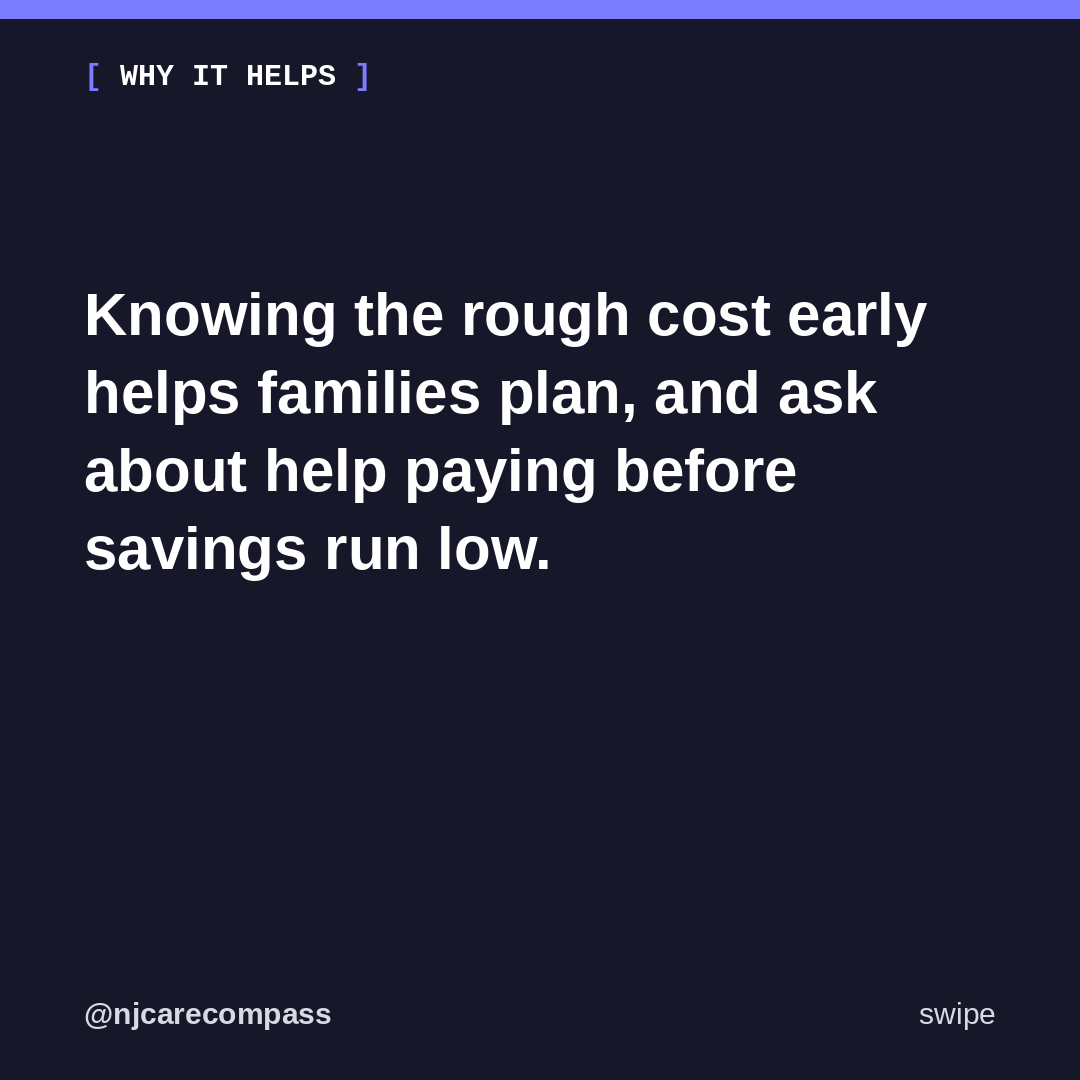 [ WHY IT HELPS ]
Knowing the rough cost early
helps families plan, and ask
about help paying before
savings run low.
@njcarecompass
swipe